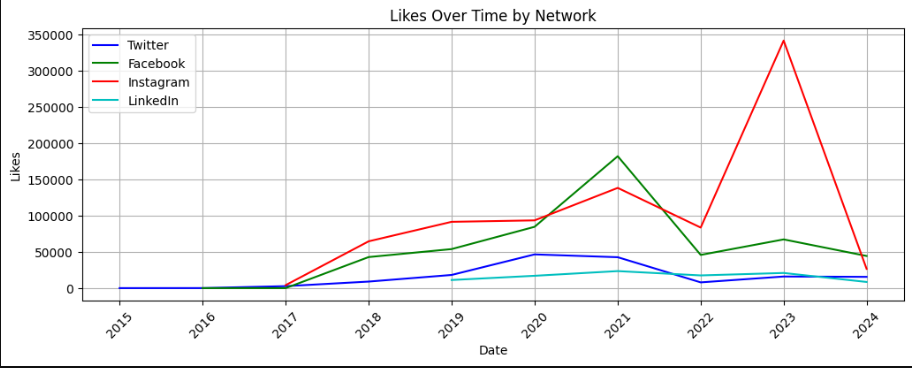 Likes Over Time by Network
Twitter
Facebook
Instagram
LinkedIn
350000
300000
250000
200000
150000
100000
50000
0
Likes
2015
2016
2017
2018
2019
2020
2021
2022
2023
2024
Date